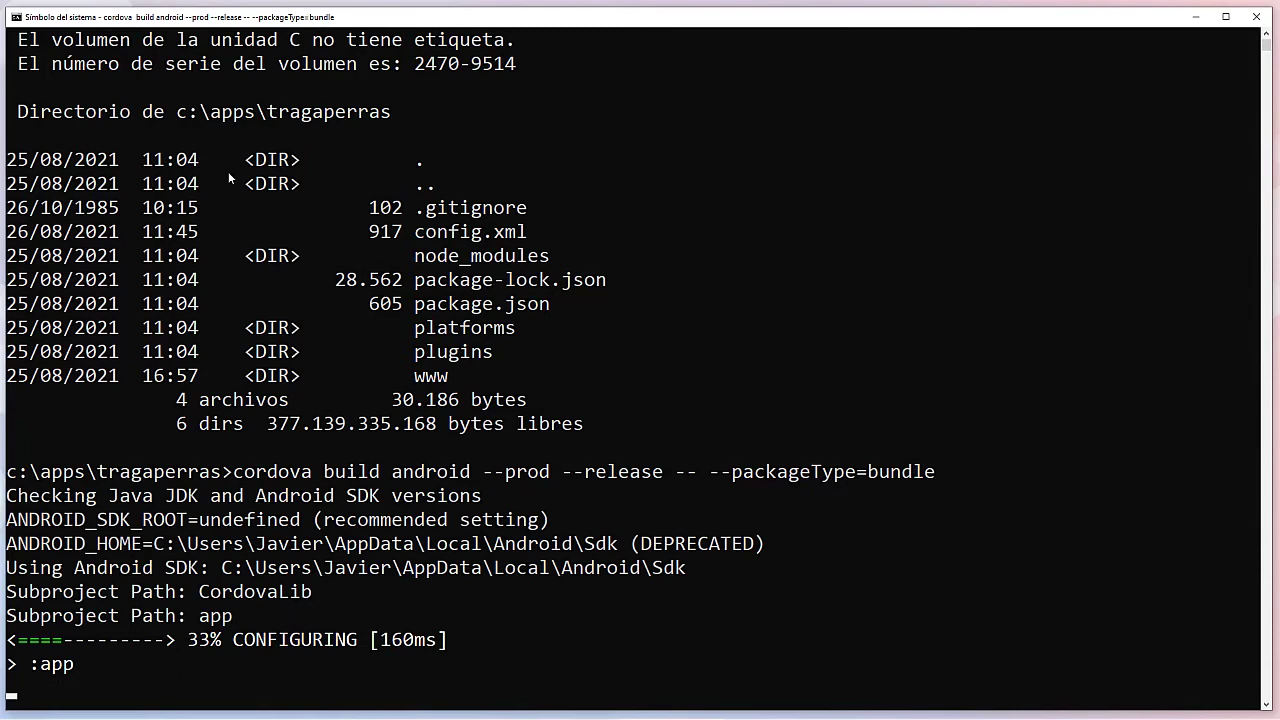 Símbolo del sistema - cordova build android --prod --release -- --packageType=bundle
El volumen de la unidad C no tiene etiqueta.
El número de serie del volumen es: 2470-9514
Directorio de c:\apps\tragaperras
25/08/2021 11:04 <DIR> .
25/08/2021 11:04 <DIR> ..
26/10/1985 10:15 102 .gitignore
26/08/2021 11:45 917 config.xml
25/08/2021 11:04 <DIR> node_modules
25/08/2021 11:04 28.562 package-lock.json
25/08/2021 11:04 605 package.json
25/08/2021 11:04 <DIR> platforms
25/08/2021 11:04 <DIR> plugins
25/08/2021 16:57 <DIR> www
4 archivos 30.186 bytes
6 dirs 377.139.335.168 bytes libres
c:\apps\tragaperras>cordova build android --prod --release -- --packageType=bundle
Checking Java JDK and Android SDK versions
ANDROID_SDK_ROOT=undefined (recommended setting)
ANDROID_HOME=C:\Users\Javier\AppData\Local\Android\Sdk (DEPRECATED)
Using Android SDK: C:\Users\Javier\AppData\Local\Android\Sdk
Subproject Path: CordovaLib
Subproject Path: app
<====---------> 33% CONFIGURING [160ms]
> :app